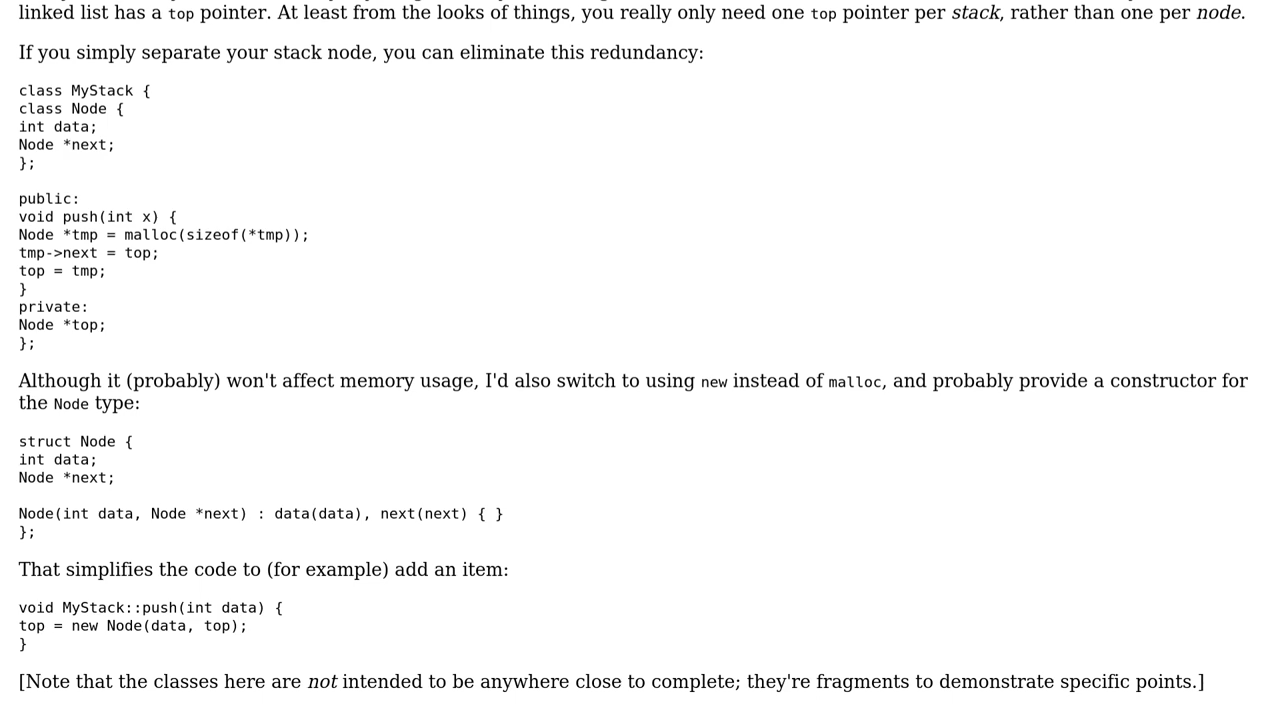 linked list has a top pointer. At least from the looks of things, you really only need one top pointer per stack, rather than one per node.
If you simply separate your stack node, you can eliminate this redundancy:
class MyStack {
class Node {
int data;
Node *next;
};
public:
void push(int x) {
Node *tmp = malloc(sizeof(*tmp));
tmp->next = top;
top = tmp;
}
private:
Node *top;
};
Although it (probably) won't affect memory usage, I'd also switch to using new instead of malloc, and probably provide a constructor for
the Node type:
struct Node {
int data;
Node *next;
Node(int data, Node *next) : data(data), next(next) { }
};
That simplifies the code to (for example) add an item:
void MyStack::push(int data) {
top = new Node(data, top);
}
[Note that the classes here are not intended to be anywhere close to complete; they're fragments to demonstrate specific points.]